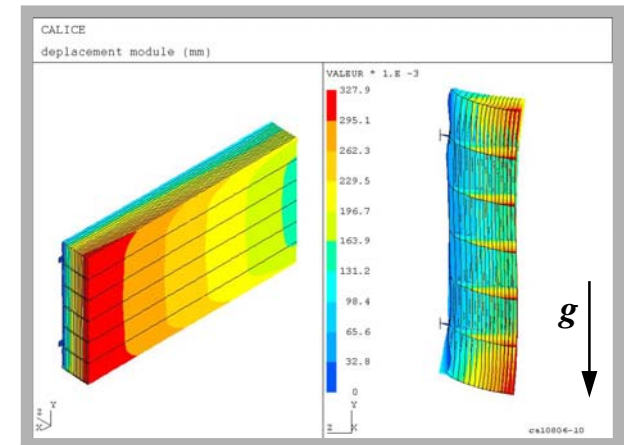 CALICE
deplacement module (mm)
VALEUR * 1.E -3
327.9
295.1
262.3
229.5
196.7
163.9
131.2
98.4
65.6
32.8
0
g
Y
Z
X
Y
Z
X
cs10806-10